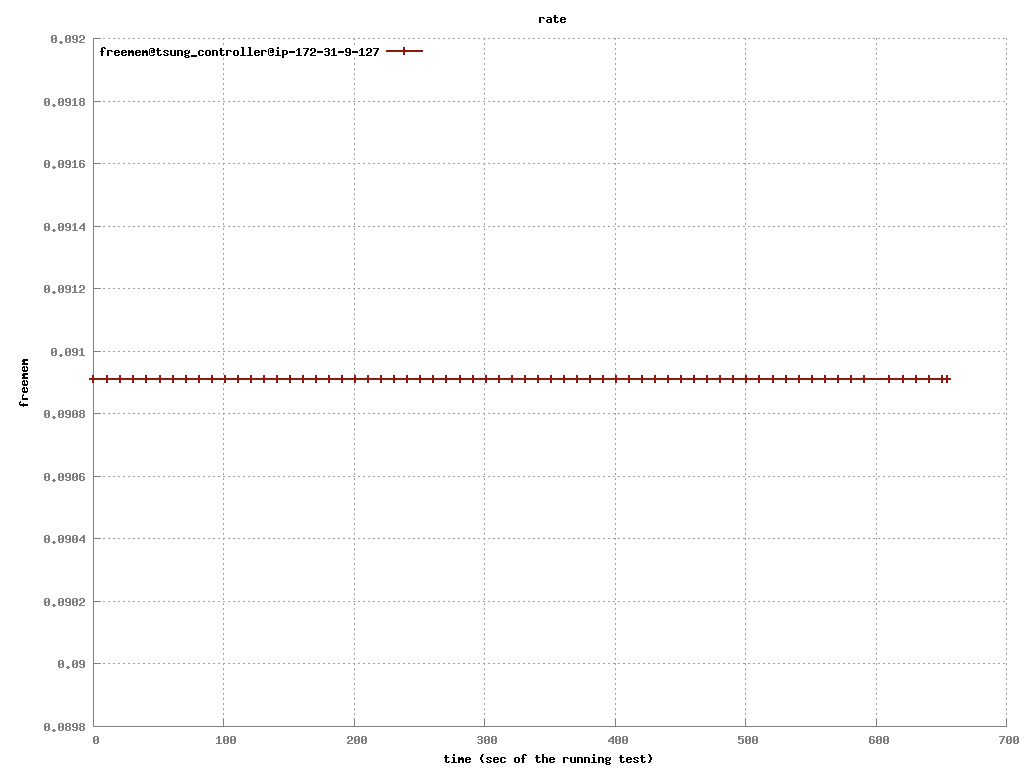 rate
freemem@tsung_controller@ip-172-31-9-127
0.092
0.0918
0.0916
0.0914
0.0912
0.091
0.0908
0.0906
0.0904
0.0902
0.09
0.0898
freemem
0 100 200 300 400 500 600 700
time (sec of the running test)